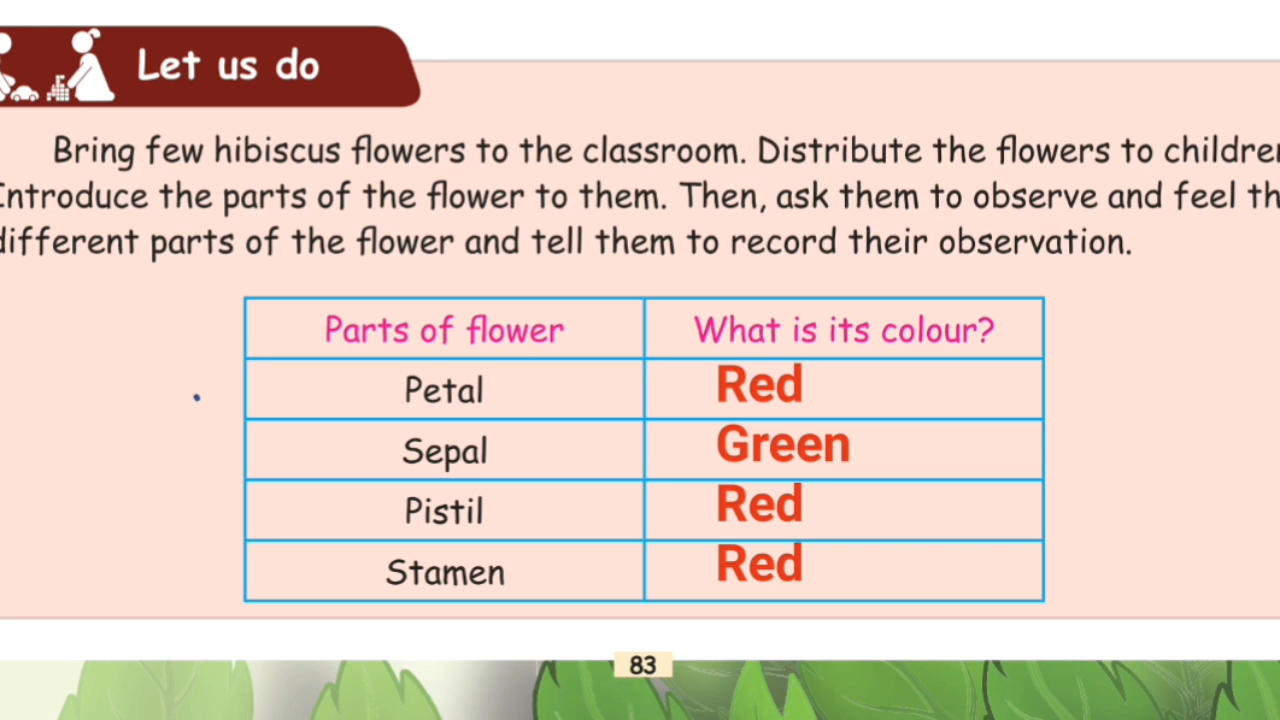 Let us do
Bring few hibiscus flowers to the classroom. Distribute the flowers to childre
Introduce the parts of the flower to them. Then, ask them to observe and feel th
different parts of the flower and tell them to record their observation.
Parts of flower What is its colour?
Petal Red
Sepal Green
Pistil Red
Stamen Red
83